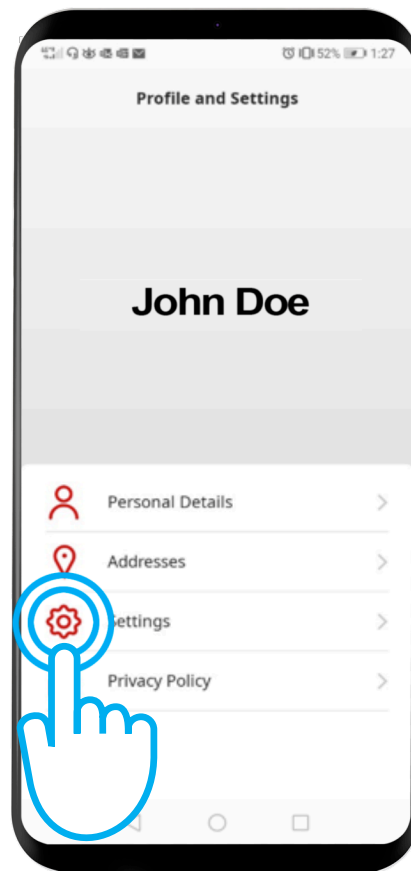 52% 1:27
Profile and Settings
John Doe
Personal Details
Addresses
ettings
Privacy Policy